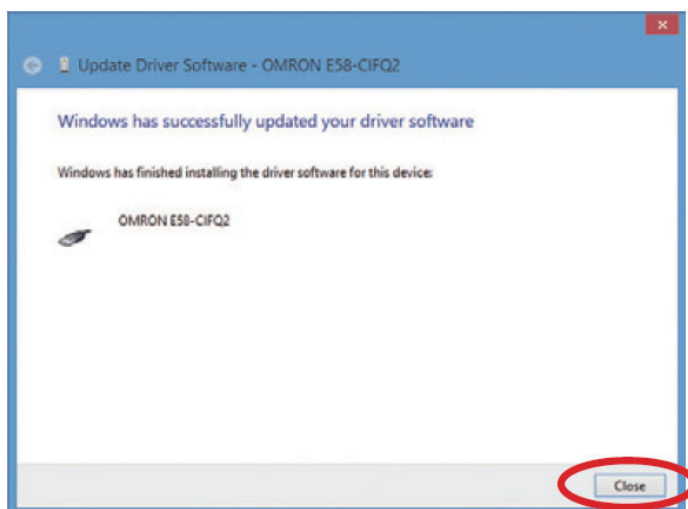 Update Driver Software - OMRON E58-CIFQ2
Windows has successfully updated your driver software
Windows has finished installing the driver software for this device:
OMRON E58-CIFQ2
Close